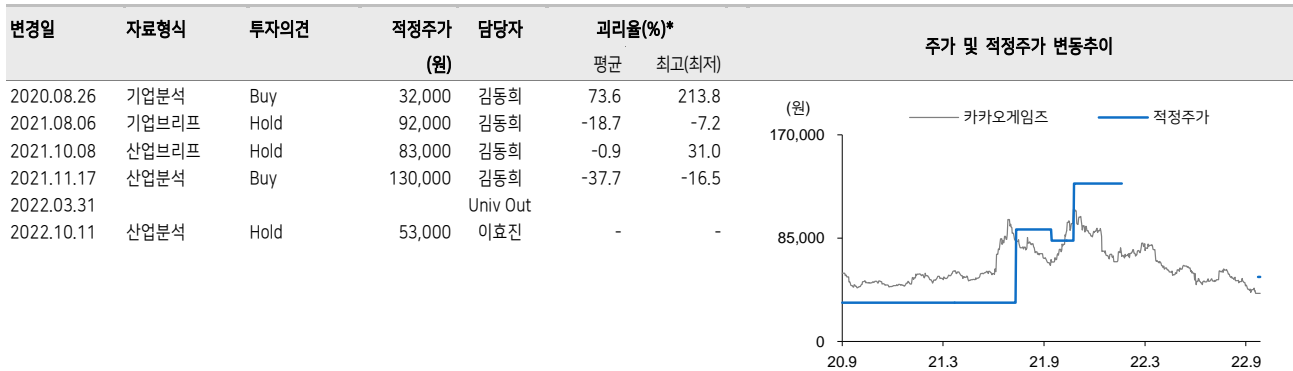 변경일 자료형식 투자의견 적정주가 담당자 괴리율(%)*
(원) 평균 최고(최저)
2020.08.26 기업분석 Buy 32,000 김동희 73.6 213.8
2021.08.06 기업브리프 Hold 92,000 김동희 -18.7 -7.2
2021.10.08 산업브리프 Hold 83,000 김동희 -0.9 31.0
2021.11.17 산업분석 Buy 130,000 김동희 -37.7 -16.5
2022.03.31 Univ Out
2022.10.11 산업분석 Hold 53,000 이효진 - -
주가 및 적정주가 변동추이
(원)
카카오게임즈 적정주가
170,000
85,000
0
20.9 21.3 21.9 22.3 22.9